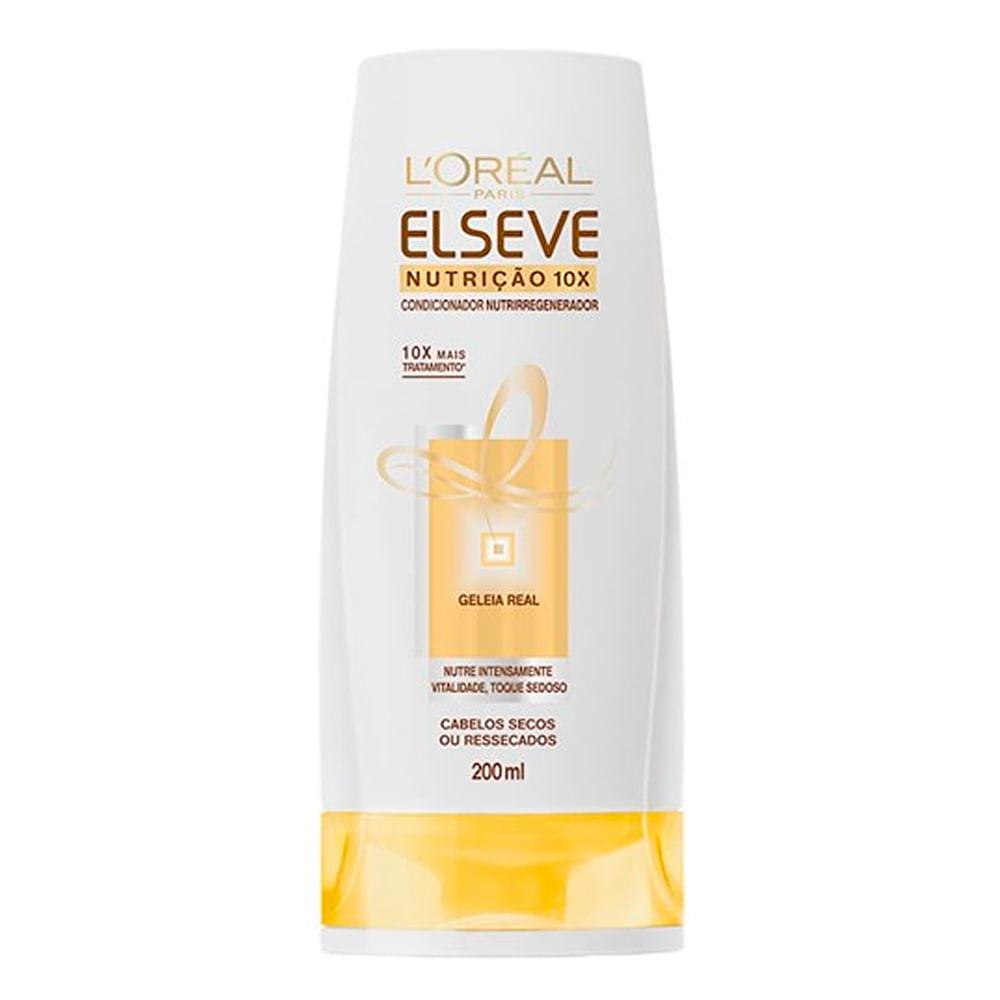 L'ORÉAL
PARIS
ELSEVE
NUTRIÇÃO 10X
CONDICIONADOR NUTRIRREGENERADOR
10X MAIS
TRATAMENTO*
GELEIA REAL
NUTRE INTENSAMENTE
VITALIDADE, TOQUE SEDOSO
CABELOS SECOS
OU RESSECADOS
200ml